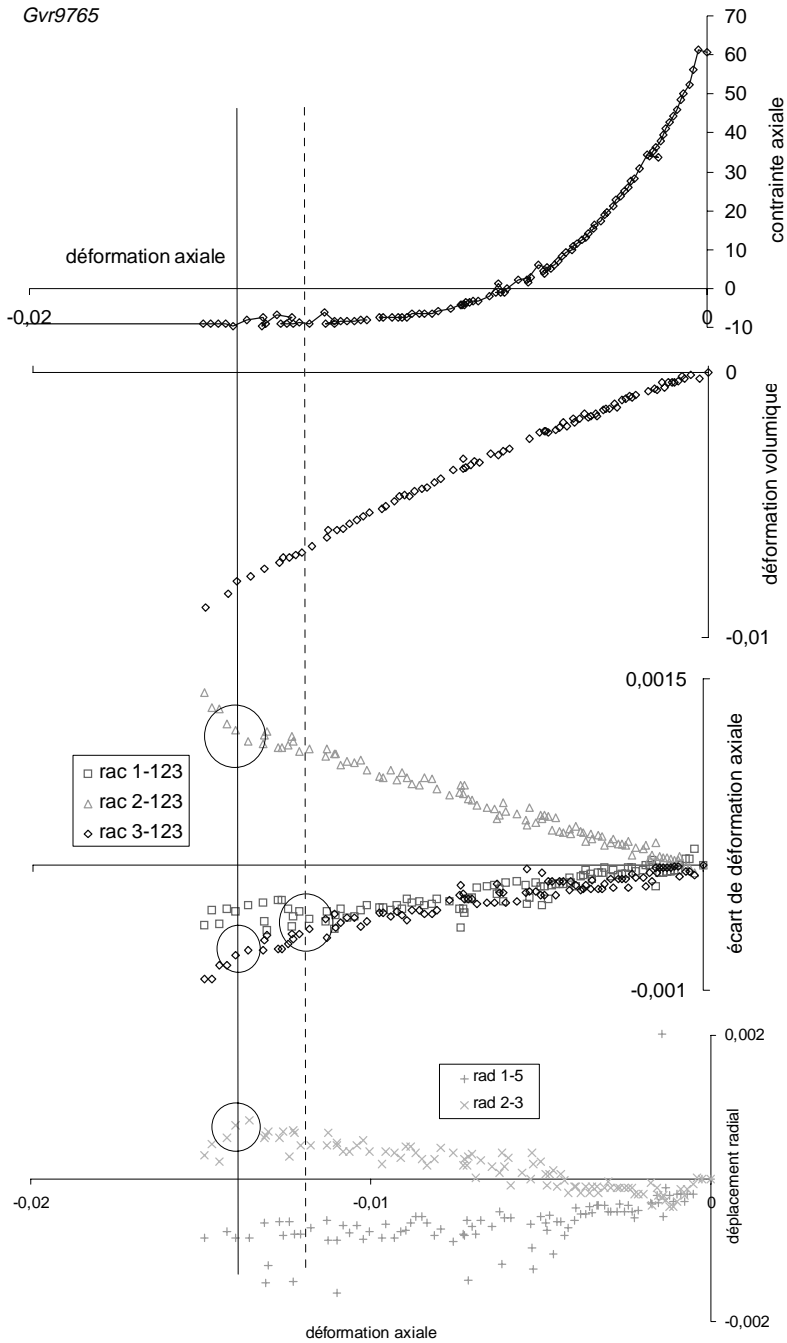 Gvr9765
70
60
50
40
30
20
10
0
-10
contrainte axiale
déformation axiale
-0.02
0
0
-0,01
déformation volumique
0,0015
-0,001
écart de déformation axiale
rac 1-123
rac 2-123
rac 3-123
0,002
-0,002
déplacement radial
rad 1-5
rad 2-3
-0,02
-0,01
0
déformation axiale